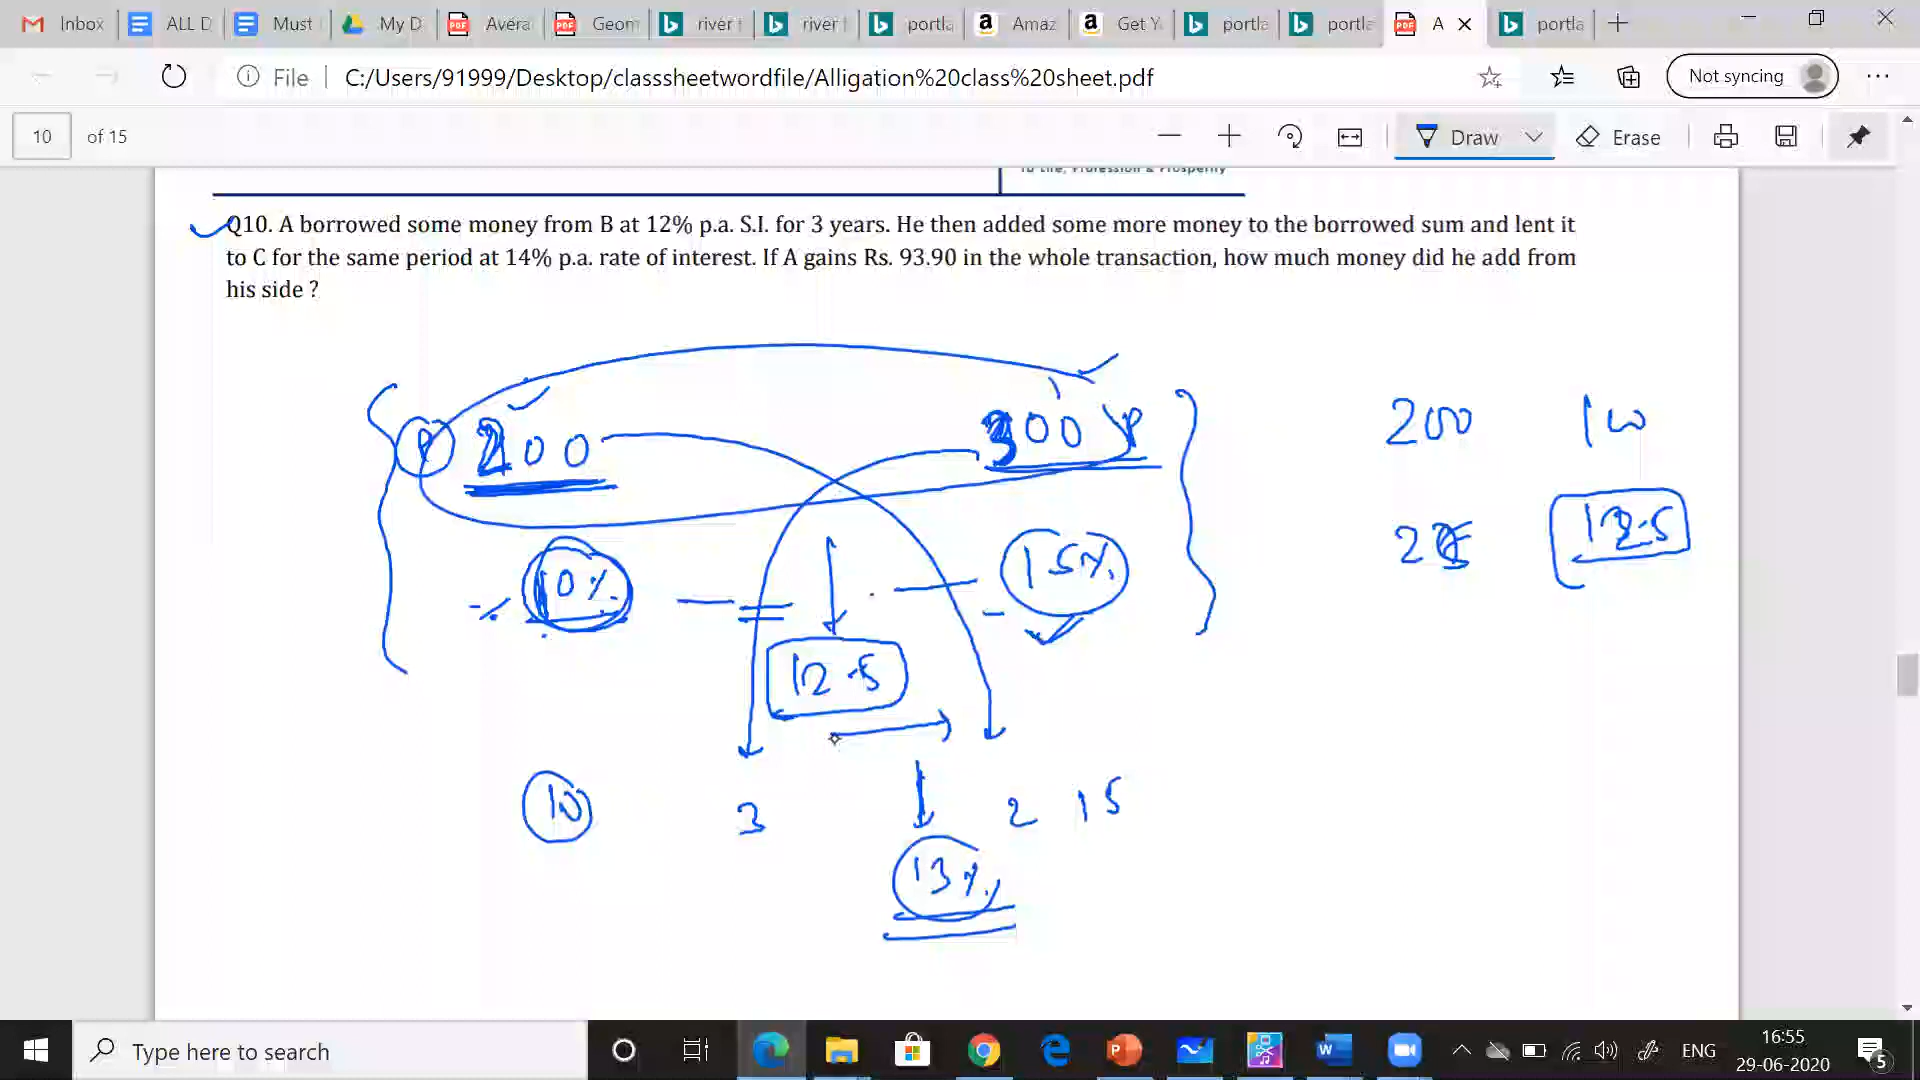 Inbox ALL D Must My D Avera Geom river river portla Amaz Get Y portla portla A portla
File C:/Users/91999/Desktop/classsheetwordfile/Alligation%20class%20sheet.pdf Not syncing
10 of 15 Draw Erase
To Life, Profession & Prosperity
Q10. A borrowed some money from B at 12% p.a. S.I. for 3 years. He then added some more money to the borrowed sum and lent it
to C for the same period at 14% p.a. rate of interest. If A gains Rs. 93.90 in the whole transaction, how much money did he add from
his side ?
P 200 300 P 200 100
10% 15% 12.5
12.5
10 3 2 15
13%
Type here to search ENG 16:55
29-06-2020 5